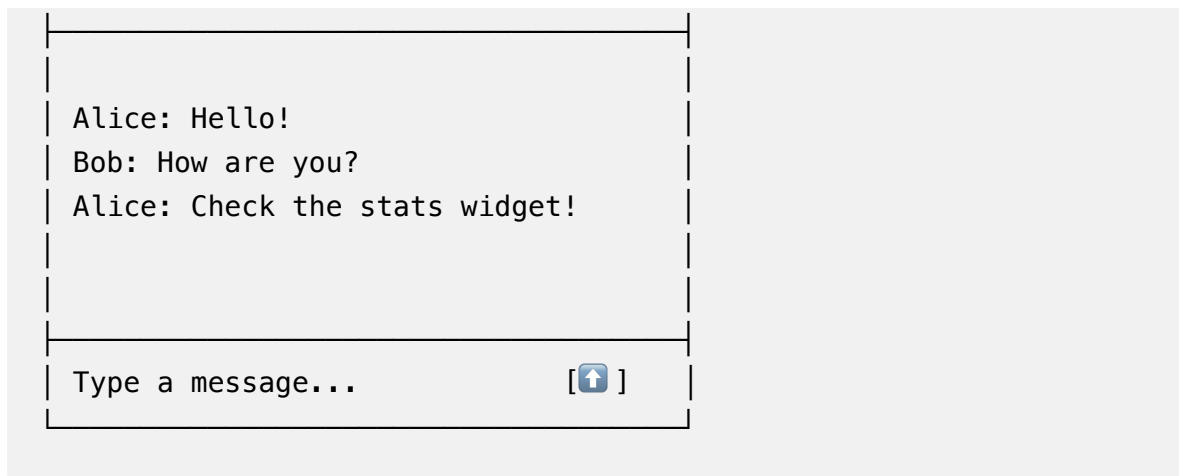 Alice: Hello!
Bob: How are you?
Alice: Check the stats widget!
Type a message... [⬆️]